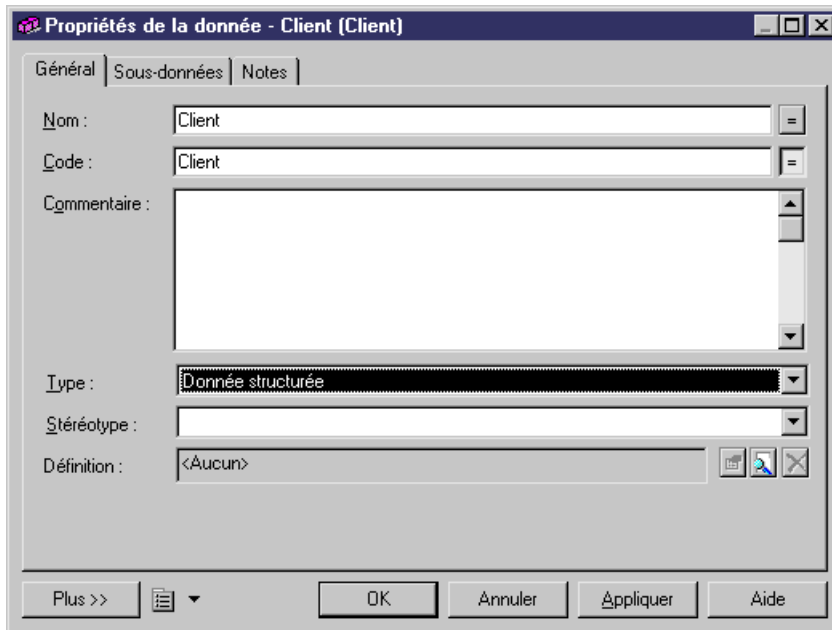 Propriétés de la donnée - Client (Client)
Général Sous-données Notes
Nom : Client =
Code : Client =
Commentaire :
Type : Donnée structurée
Stéréotype :
Définition : <Aucun>
Plus >> OK Annuler Appliquer Aide